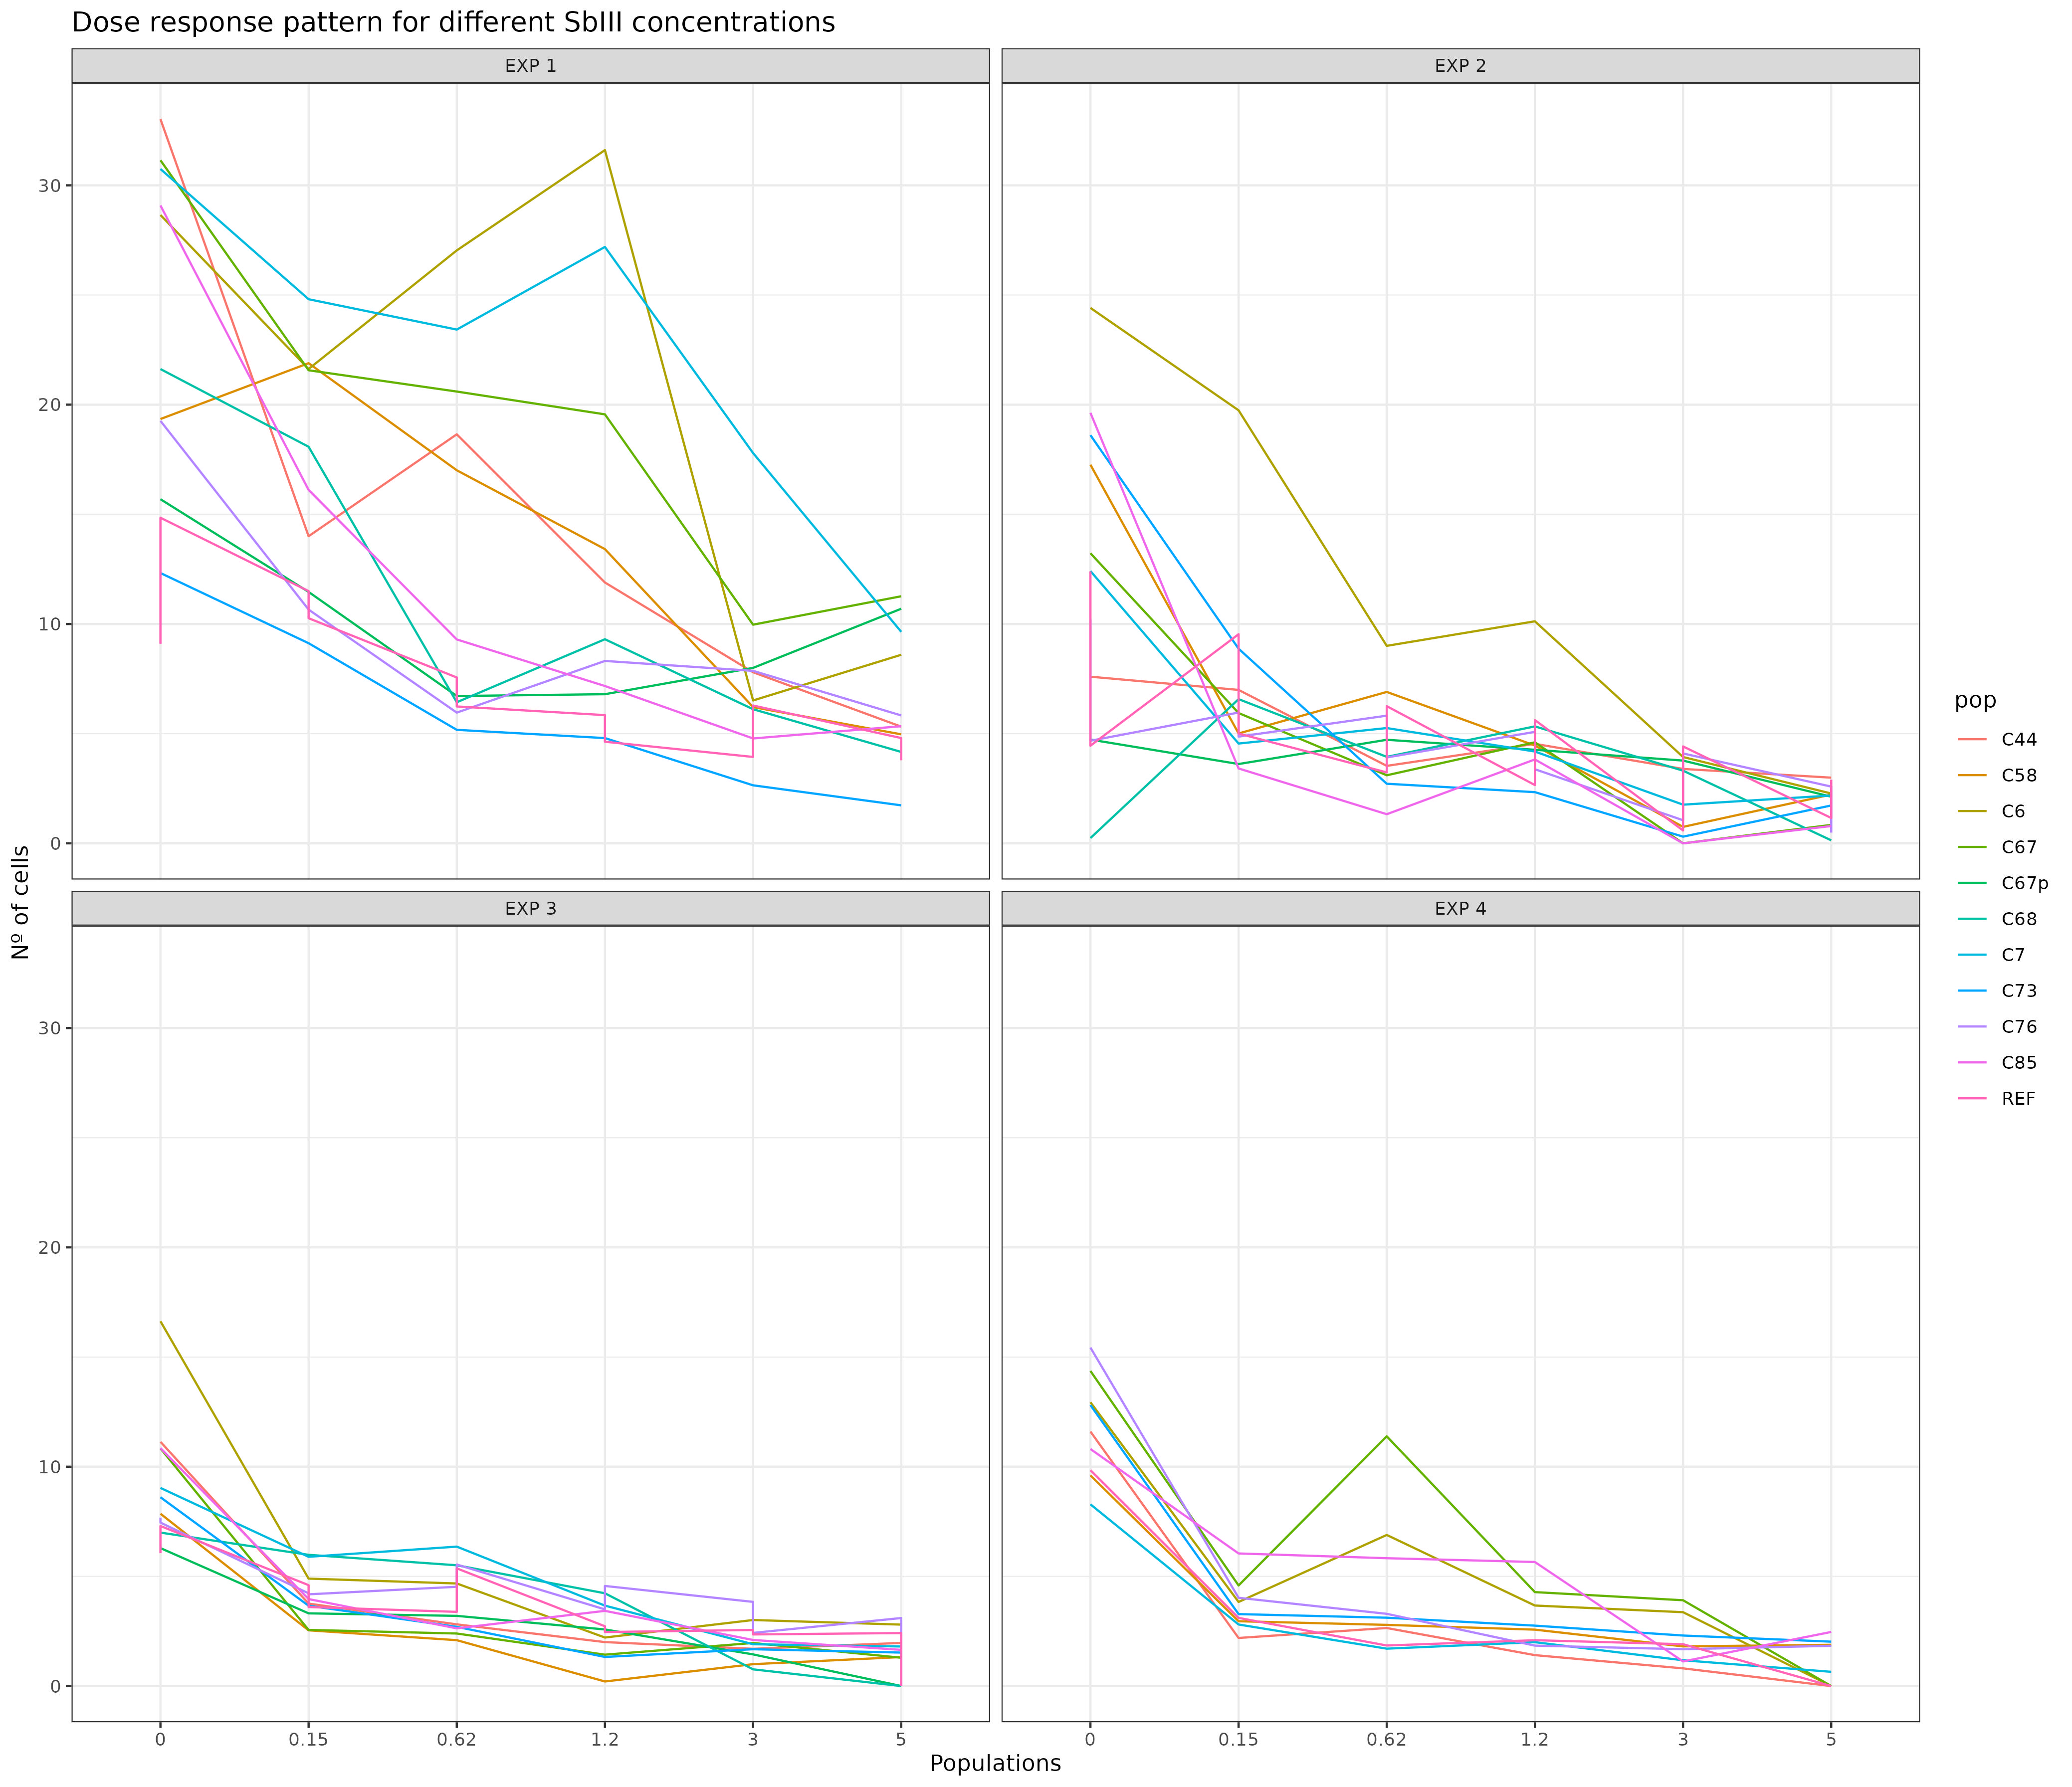 Dose response pattern for different SbIII concentrations
EXP 1
EXP 2
30
20
10
0
EXP 3
EXP 4
30
20
10
0
0 0.15 0.62 1.2 3 5
0 0.15 0.62 1.2 3 5
Populations
Nº of cells
pop
C44
C58
C6
C67
C67p
C68
C7
C73
C76
C85
REF